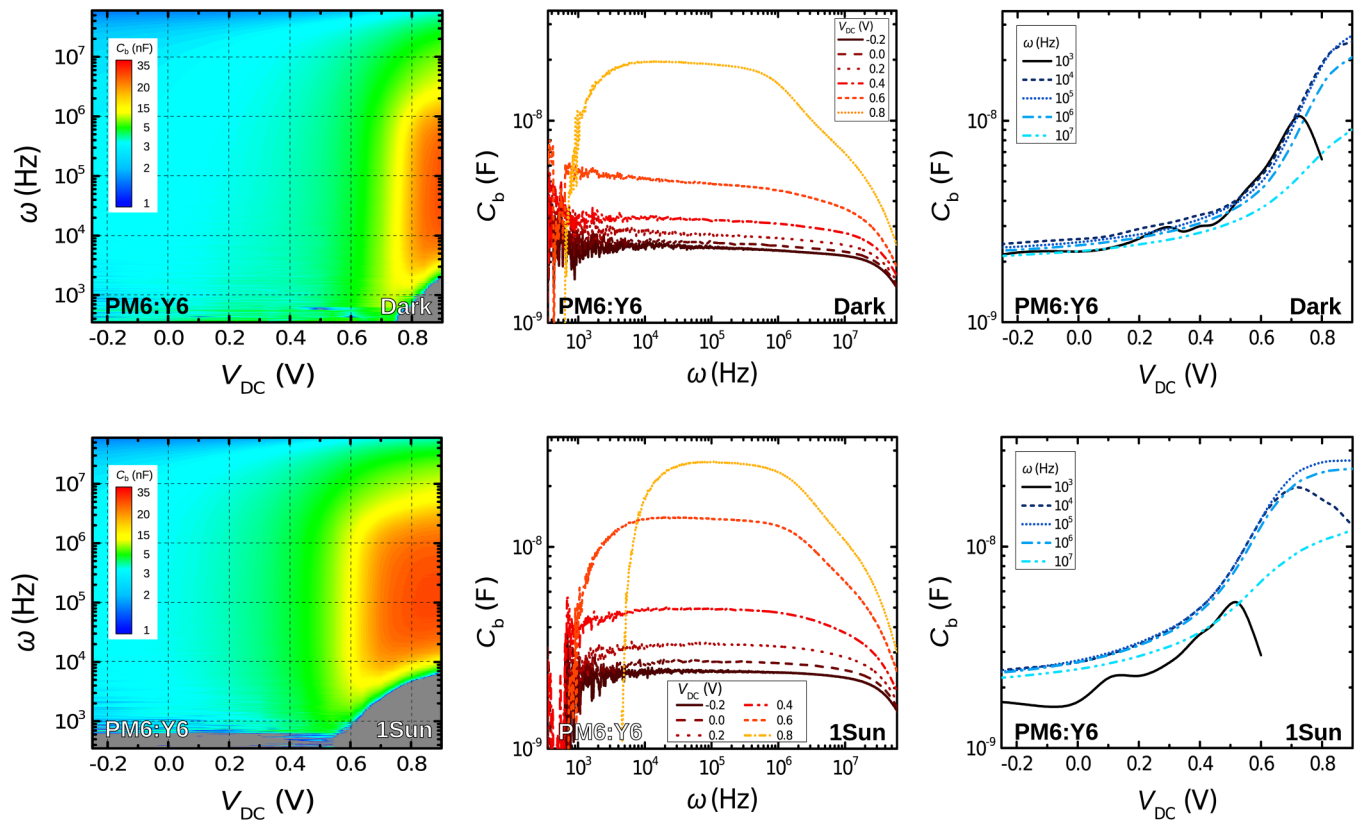 C_b (nF)
35
20
15
5
3
2
1
10^7
10^6
10^5
10^4
10^3
ω (Hz)
PM6:Y6
Dark
-0.2
0.0
0.2
0.4
0.6
0.8
V_DC (V)
V_DC (V)
-0.2
0.0
0.2
0.4
0.6
0.8
10^-8
10^-9
C_b (F)
PM6:Y6
Dark
10^3
10^4
10^5
10^6
10^7
ω (Hz)
ω (Hz)
10^3
10^4
10^5
10^6
10^7
10^-8
10^-9
C_b (F)
PM6:Y6
Dark
-0.2
0.0
0.2
0.4
0.6
0.8
V_DC (V)
C_b (nF)
35
20
15
5
3
2
1
10^7
10^6
10^5
10^4
10^3
ω (Hz)
PM6:Y6
1Sun
-0.2
0.0
0.2
0.4
0.6
0.8
V_DC (V)
10^-8
10^-9
C_b (F)
V_DC (V)
-0.2
0.0
0.2
0.4
0.6
0.8
PM6:Y6
1Sun
10^3
10^4
10^5
10^6
10^7
ω (Hz)
ω (Hz)
10^3
10^4
10^5
10^6
10^7
10^-8
10^-9
C_b (F)
PM6:Y6
1Sun
-0.2
0.0
0.2
0.4
0.6
0.8
V_DC (V)